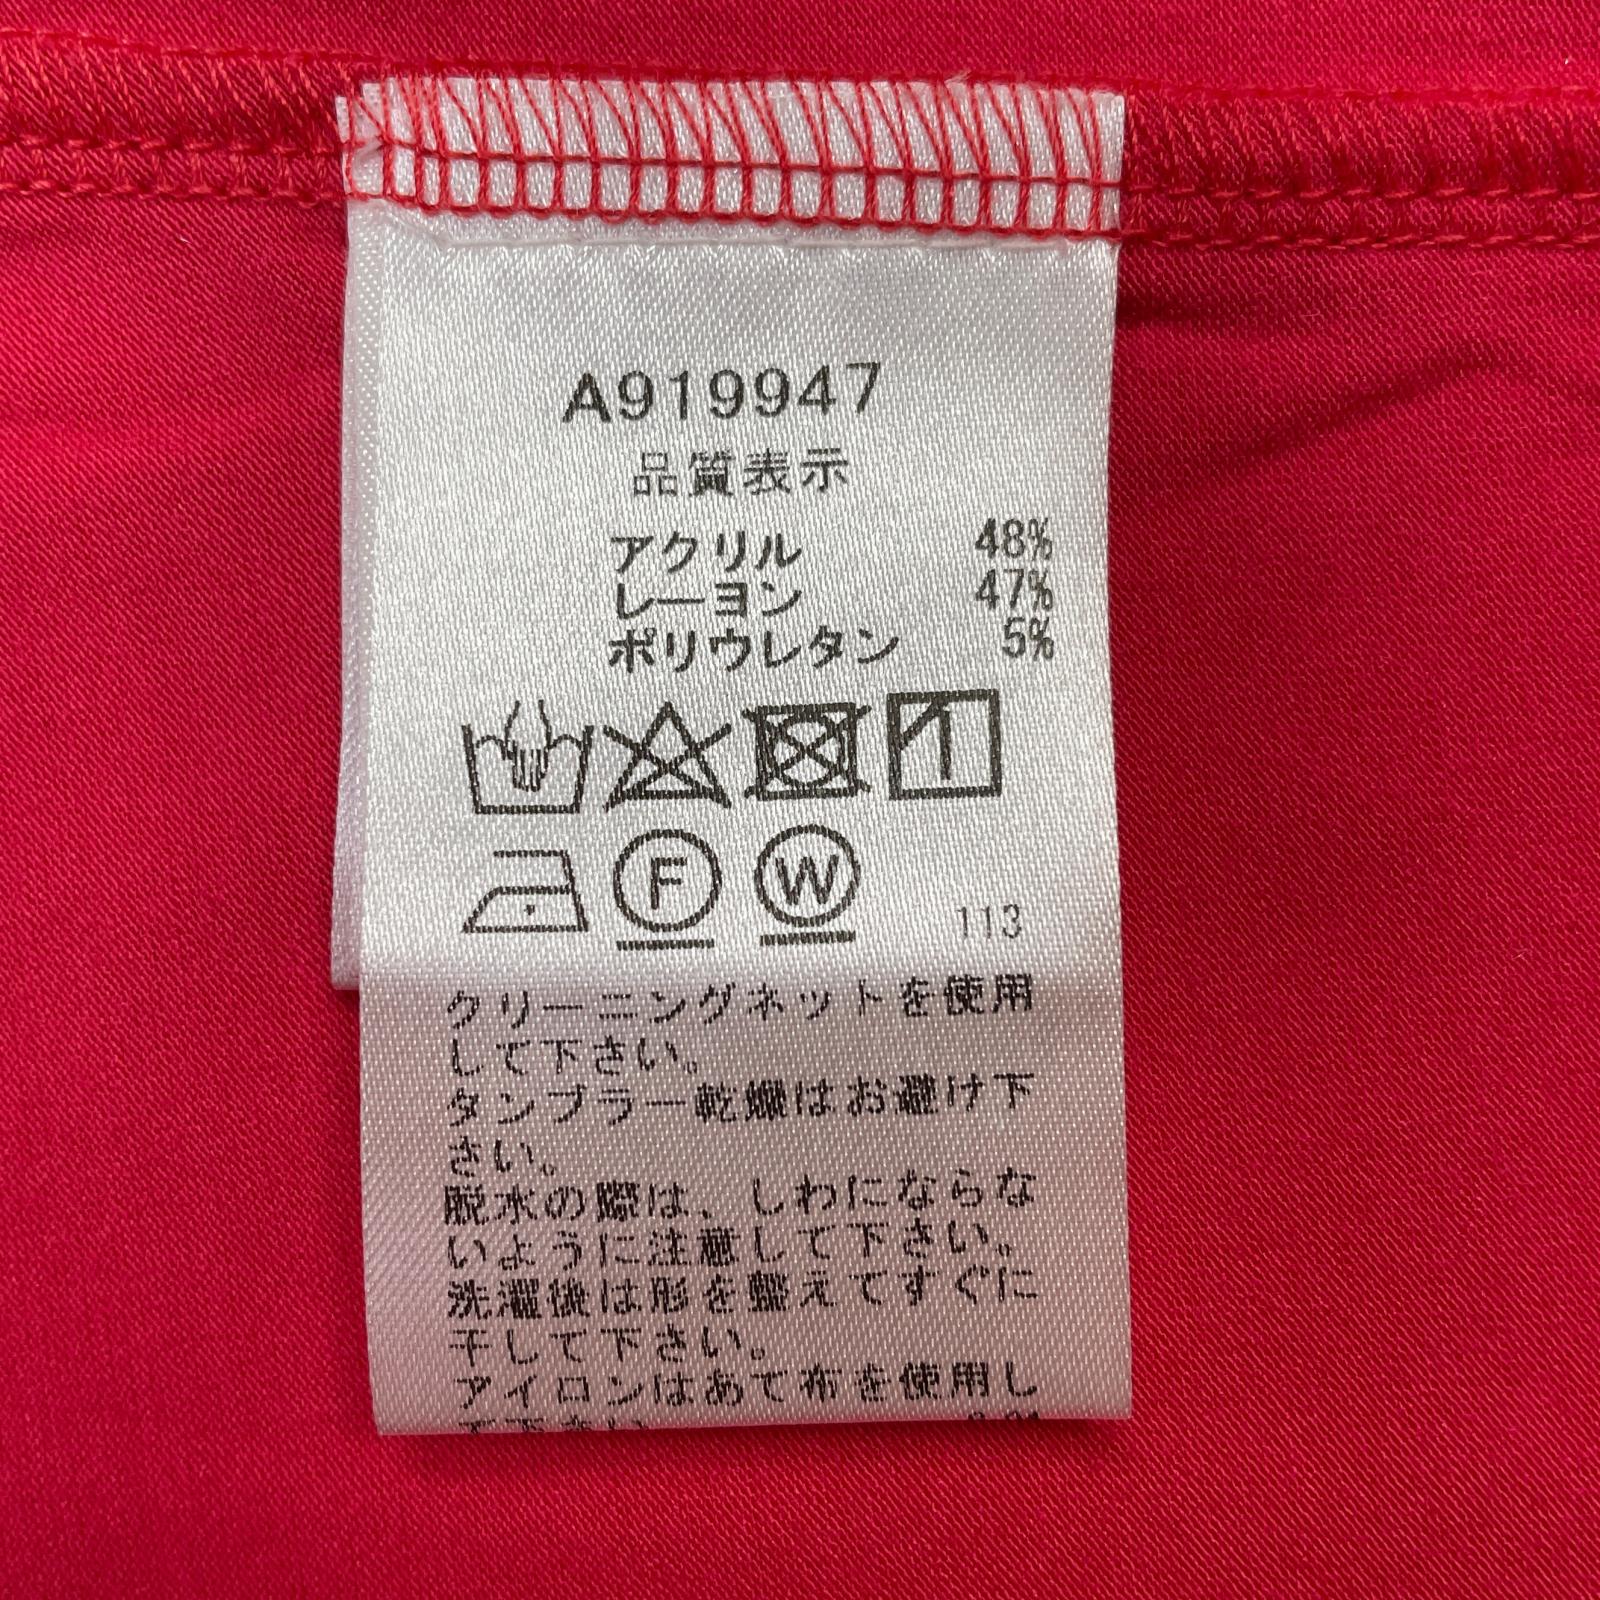 A919947
品質表示
アクリル 48%
レーヨン 47%
ポリウレタン 5%
F W 113
クリーニングネットを使用
して下さい。
タンブラー乾燥はお避け下
さい。
脱水の際は、しわにならな
いように注意して下さい。
洗濯後は形を整えてすぐに
干して下さい。
アイロンはあて布を使用し
て下さい